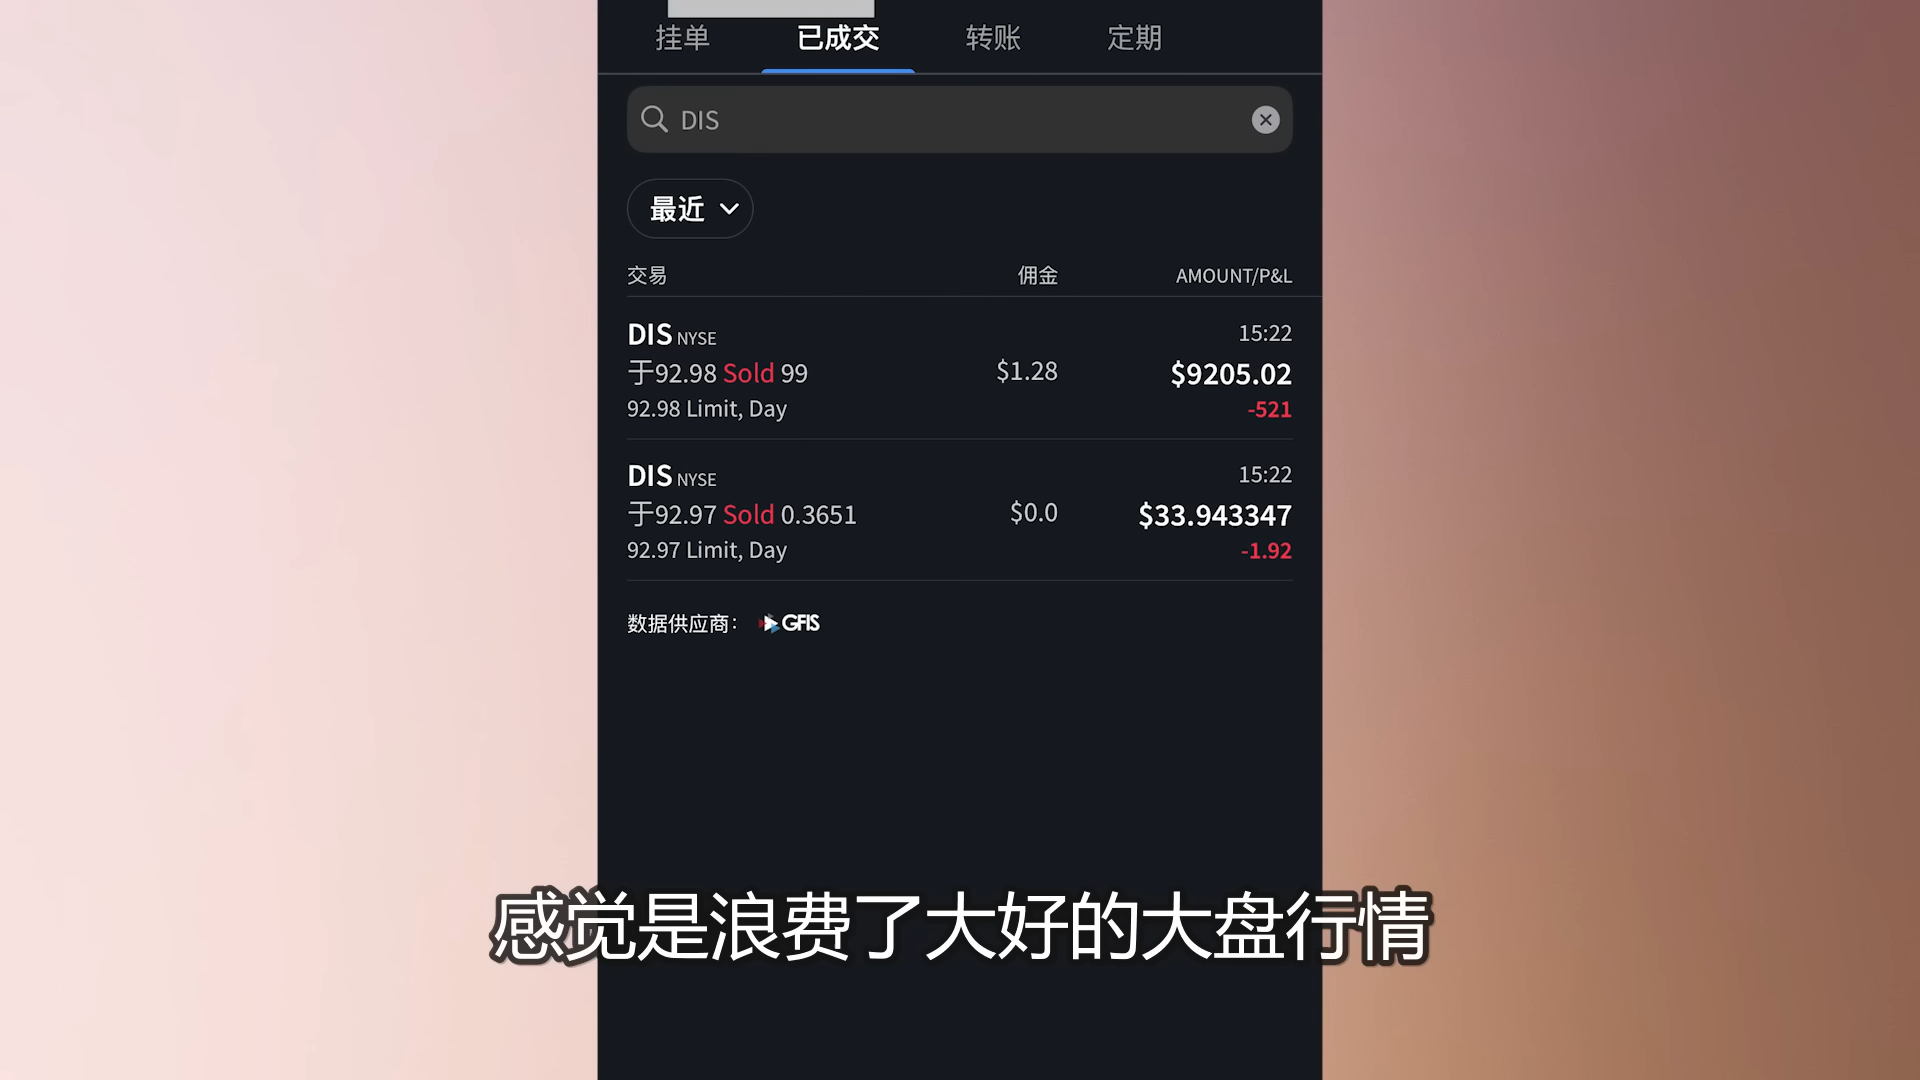 挂单 已成交 转账 定期
DIS
最近
交易 佣金 AMOUNT/P&L
DIS NYSE 15:22
于92.98 Sold 99 $1.28 $9205.02
92.98 Limit, Day -521
DIS NYSE 15:22
于92.97 Sold 0.3651 $0.0 $33.943347
92.97 Limit, Day -1.92
数据供应商： GFIS
感觉是浪费了大好的大盘行情